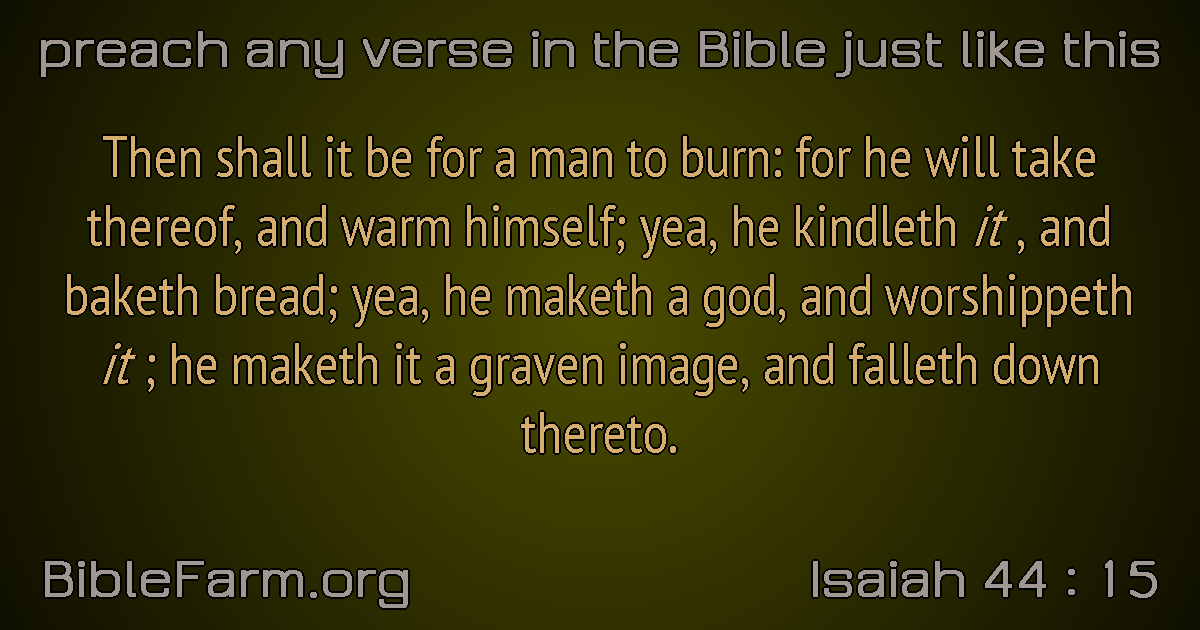 preach any verse in the Bible just like this
Then shall it be for a man to burn: for he will take
thereof, and warm himself; yea, he kindleth it , and
baketh bread; yea, he maketh a god, and worshippeth
it ; he maketh it a graven image, and falleth down
thereto.
BibleFarm.org
Isaiah 44 : 15